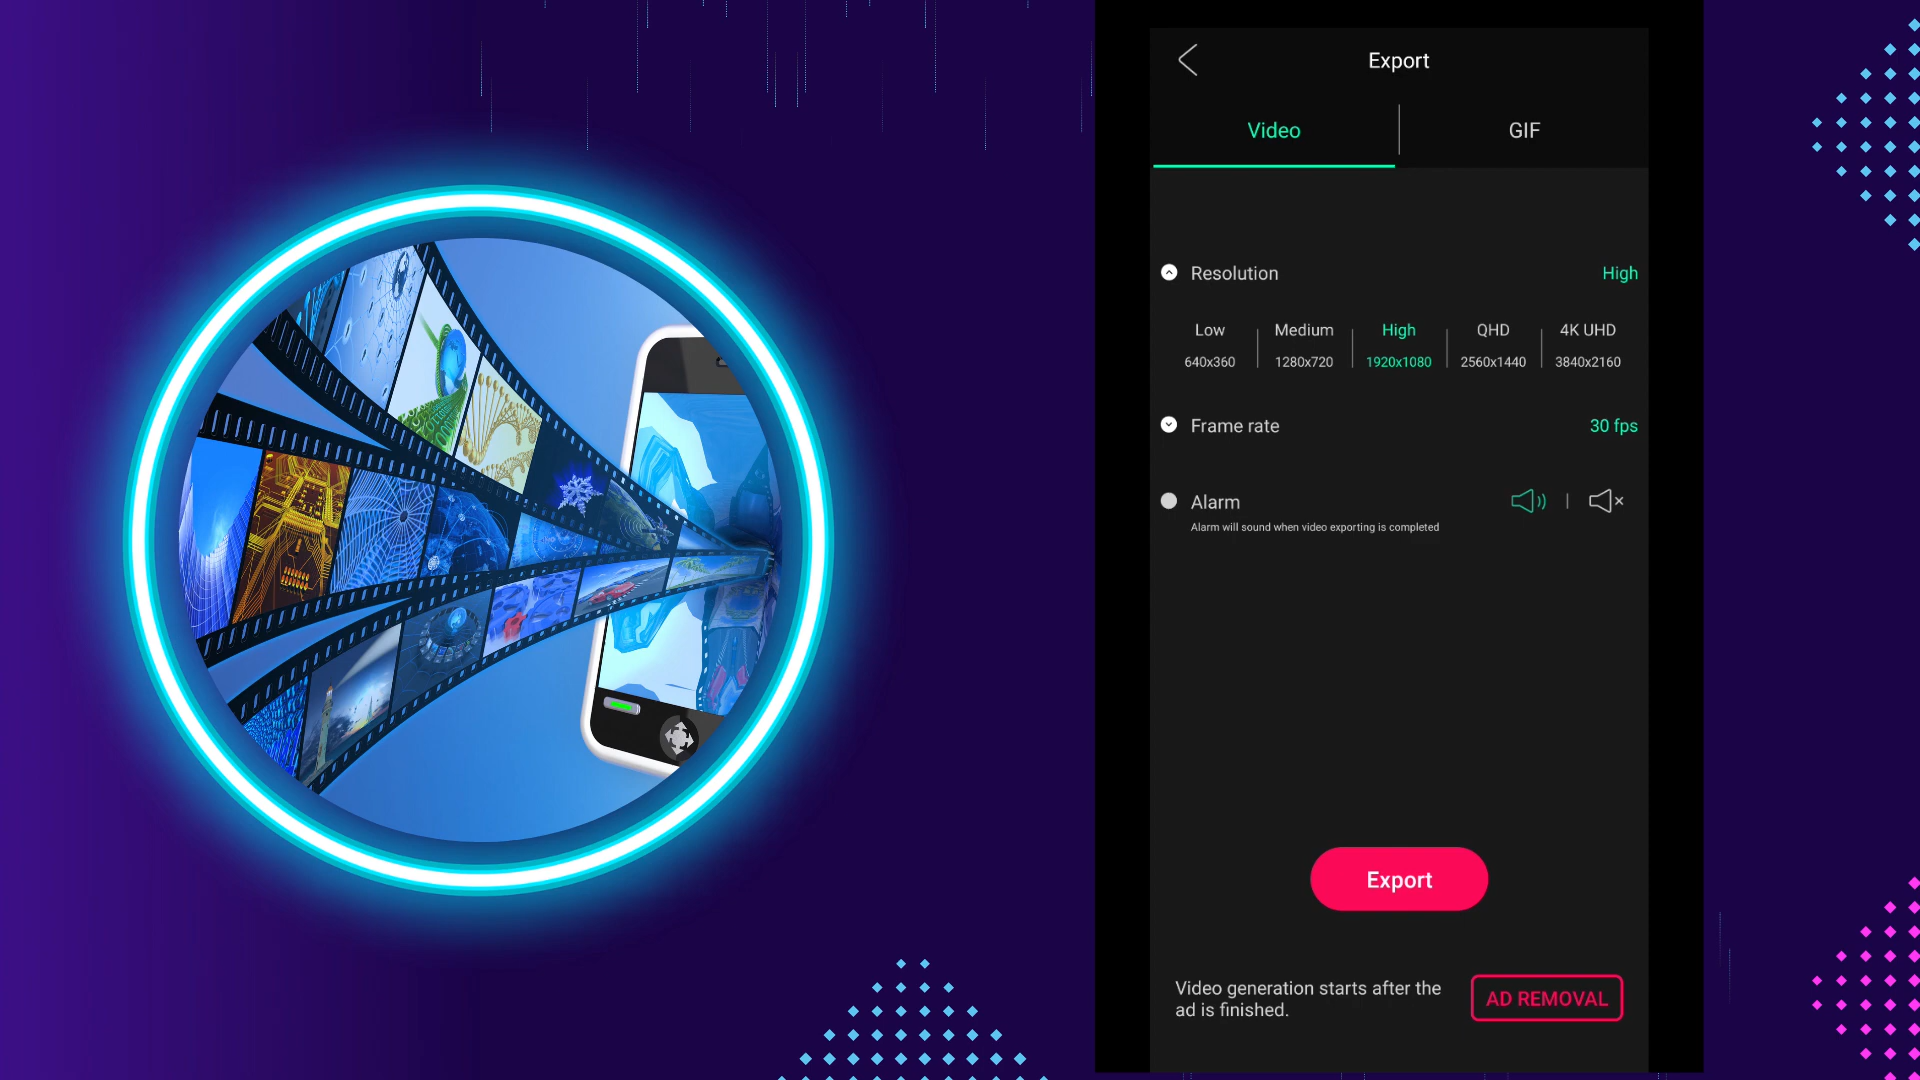 Export
Video
GIF
Resolution
High
Low
Medium
High
QHD
4K UHD
640x360
1280x720
1920x1080
2560x1440
3840x2160
Frame rate
30 fps
Alarm
Alarm will sound when video exporting is completed
Export
Video generation starts after the
ad is finished.
AD REMOVAL